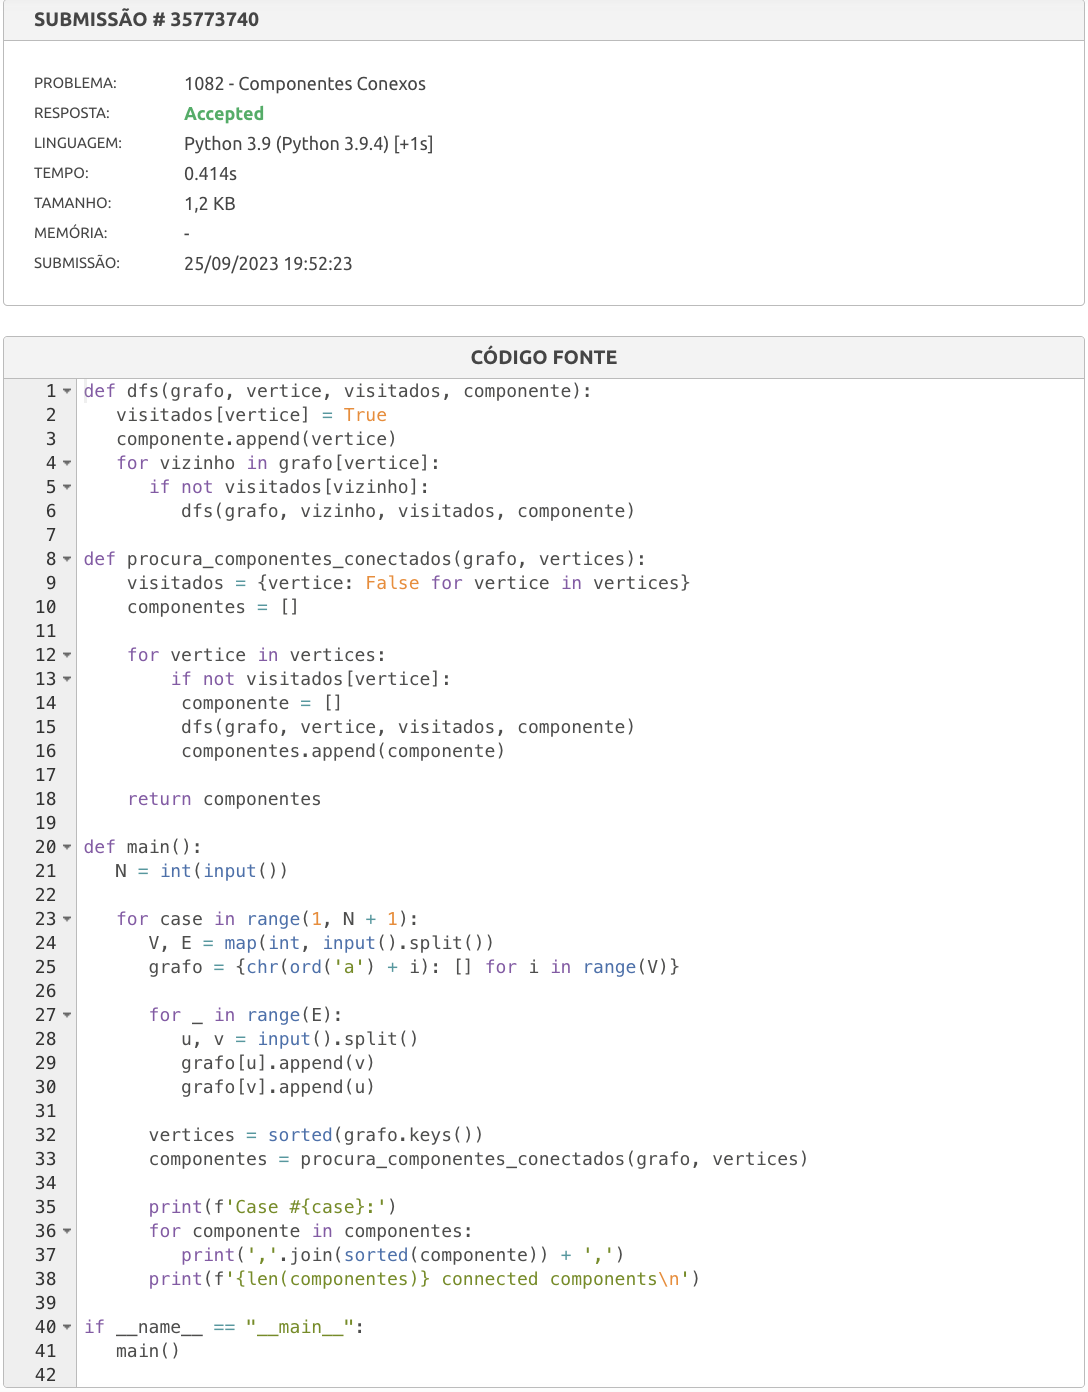 SUBMISSÃO # 35773740
PROBLEMA: 1082 - Componentes Conexos
RESPOSTA: Accepted
LINGUAGEM: Python 3.9 (Python 3.9.4) [+1s]
TEMPO: 0.414s
TAMANHO: 1,2 KB
MEMÓRIA: -
SUBMISSÃO: 25/09/2023 19:52:23
CÓDIGO FONTE
1 def dfs(grafo, vertice, visitados, componente):
2    visitados[vertice] = True
3    componente.append(vertice)
4    for vizinho in grafo[vertice]:
5       if not visitados[vizinho]:
6          dfs(grafo, vizinho, visitados, componente)
7
8 def procura_componentes_conectados(grafo, vertices):
9     visitados = {vertice: False for vertice in vertices}
10     componentes = []
11
12     for vertice in vertices:
13         if not visitados[vertice]:
14          componente = []
15          dfs(grafo, vertice, visitados, componente)
16          componentes.append(componente)
17
18     return componentes
19
20 def main():
21    N = int(input())
22
23    for case in range(1, N + 1):
24       V, E = map(int, input().split())
25       grafo = {chr(ord('a') + i): [] for i in range(V)}
26
27       for _ in range(E):
28          u, v = input().split()
29          grafo[u].append(v)
30          grafo[v].append(u)
31
32       vertices = sorted(grafo.keys())
33       componentes = procura_componentes_conectados(grafo, vertices)
34
35       print(f'Case #{case}:')
36       for componente in componentes:
37          print(','.join(sorted(componente)) + ',')
38       print(f'{len(componentes)} connected components\n')
39
40 if __name__ == "__main__":
41    main()
42